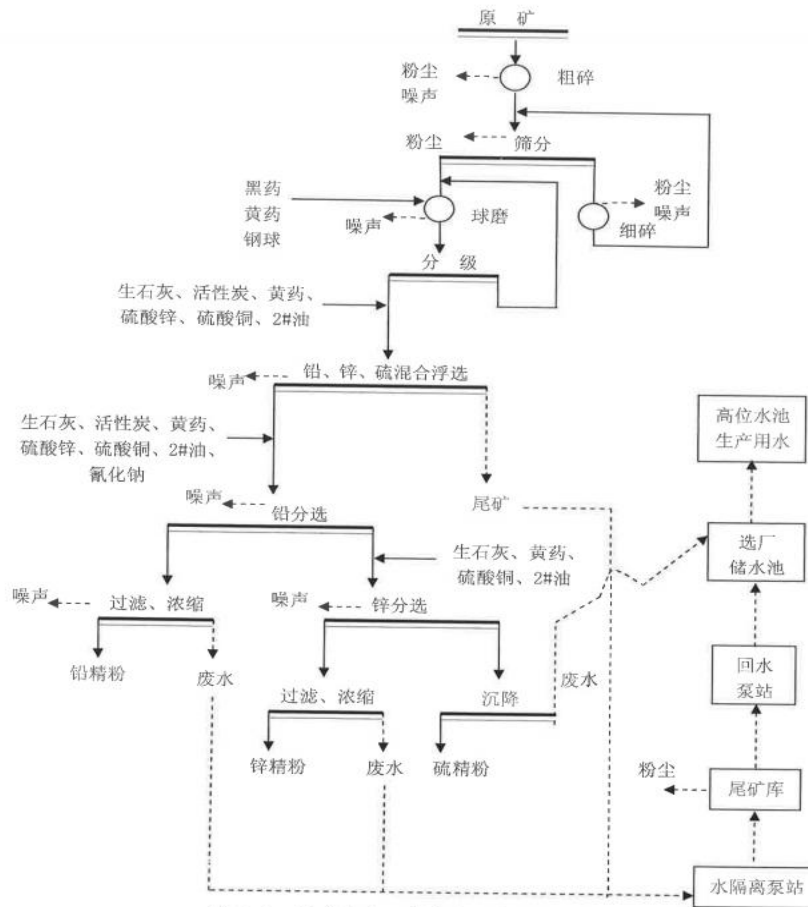 原 矿
粉尘
噪声
粗碎
粉尘
筛分
黑药
黄药
钢球
噪声
球磨
粉尘
噪声
细碎
分 级
生石灰、活性炭、黄药、
硫酸锌、硫酸铜、2#油
噪声
铅、锌、硫混合浮选
生石灰、活性炭、黄药、
硫酸锌、硫酸铜、2#油、
氰化钠
高位水池
生产用水
噪声
铅分选
尾矿
生石灰、黄药、
硫酸铜、2#油
选厂
储水池
噪声
过滤、浓缩
噪声
锌分选
铅精粉
废水
过滤、浓缩
沉降
废水
回水
泵站
锌精粉
废水
硫精粉
粉尘
尾矿库
水隔离泵站